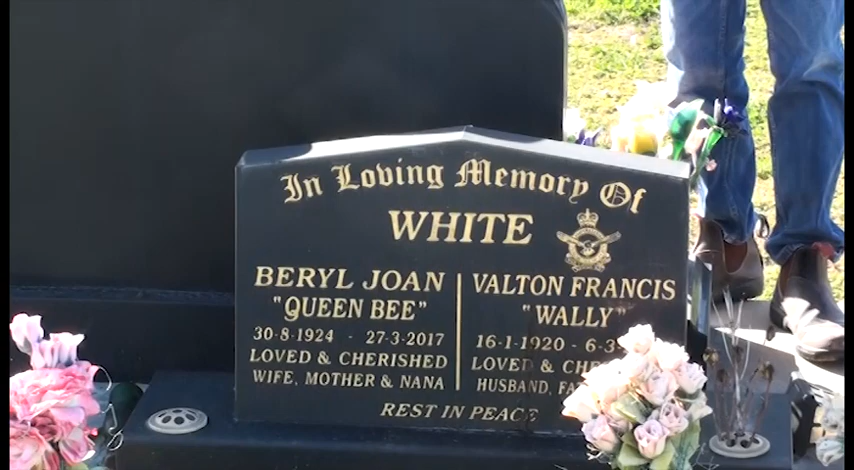 In Loving Memory Of
WHITE
BERYL JOAN
"QUEEN BEE"
30-8-1924 - 27-3-2017
LOVED & CHERISHED
WIFE, MOTHER & NANA
VALTON FRANCIS
"WALLY"
16-1-1920 -
LOVED &
HUSBAND,
REST IN PEACE